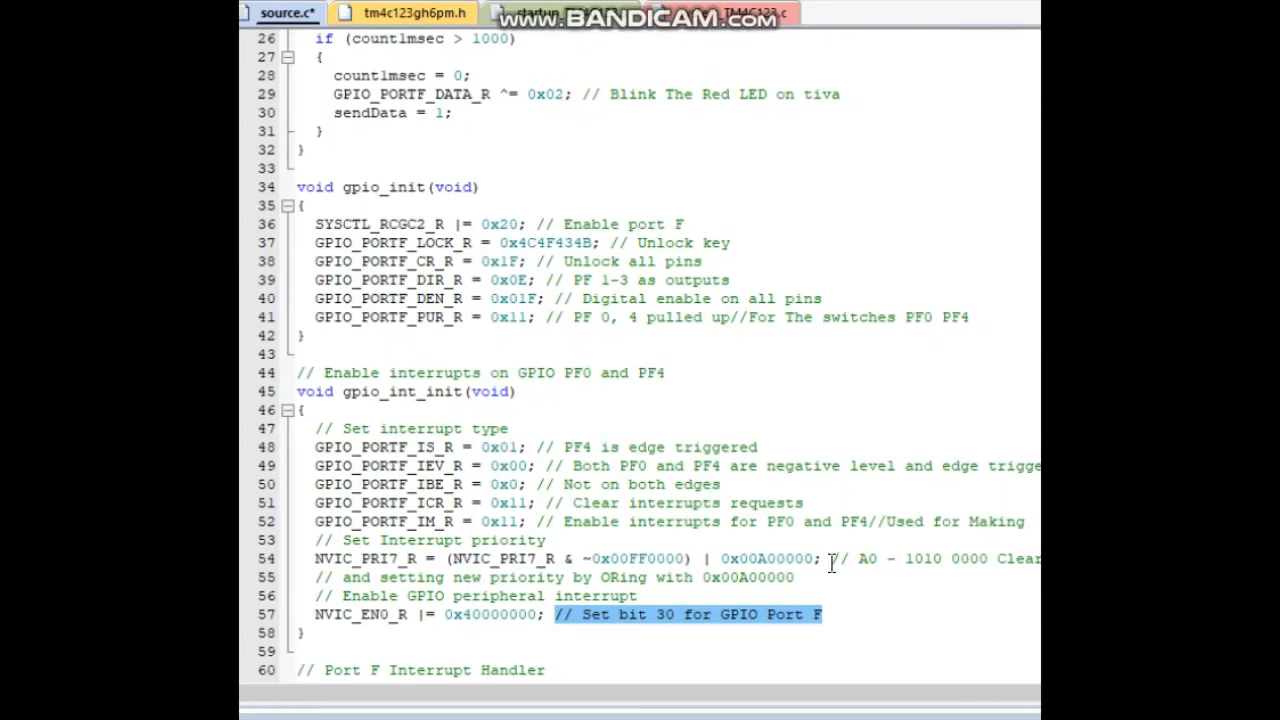 source.c* tm4c123gh6pm.h startup_TM4C123.c
www.BANDICAM.com
26 if (count1msec > 1000)
27 {
28 count1msec = 0;
29 GPIO_PORTF_DATA_R ^= 0x02; // Blink The Red LED on tiva
30 sendData = 1;
31 }
32 }
33
34 void gpio_init(void)
35 {
36 SYSCTL_RCGC2_R |= 0x20; // Enable port F
37 GPIO_PORTF_LOCK_R = 0x4C4F434B; // Unlock key
38 GPIO_PORTF_CR_R = 0x1F; // Unlock all pins
39 GPIO_PORTF_DIR_R = 0x0E; // PF 1-3 as outputs
40 GPIO_PORTF_DEN_R = 0x01F; // Digital enable on all pins
41 GPIO_PORTF_PUR_R = 0x11; // PF 0, 4 pulled up//For The switches PF0 PF4
42 }
43
44 // Enable interrupts on GPIO PF0 and PF4
45 void gpio_int_init(void)
46 {
47 // Set interrupt type
48 GPIO_PORTF_IS_R = 0x01; // PF4 is edge triggered
49 GPIO_PORTF_IEV_R = 0x00; // Both PF0 and PF4 are negative level and edge trigge
50 GPIO_PORTF_IBE_R = 0x0; // Not on both edges
51 GPIO_PORTF_ICR_R = 0x11; // Clear interrupts requests
52 GPIO_PORTF_IM_R = 0x11; // Enable interrupts for PF0 and PF4//Used for Making
53 // Set Interrupt priority
54 NVIC_PRI7_R = (NVIC_PRI7_R & ~0x00FF0000) | 0x00A00000; // A0 - 1010 0000 Clear
55 // and setting new priority by ORing with 0x00A00000
56 // Enable GPIO peripheral interrupt
57 NVIC_EN0_R |= 0x40000000; // Set bit 30 for GPIO Port F
58 }
59
60 // Port F Interrupt Handler